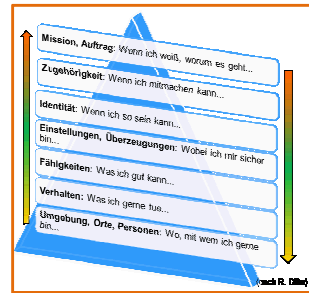 Mission, Auftrag: Wenn ich weiß, worum es geht...
Zugehörigkeit: Wenn ich mitmachen kann...
Identität: Wenn ich so sein kann...
Einstellungen, Überzeugungen: Wobei ich mir sicher
bin...
Fähigkeiten: Was ich gut kann...
Verhalten: Was ich gerne tue...
Umgebung, Orte, Personen: Wo, mit wem ich gerne
bin...
(nach R. Dilts)